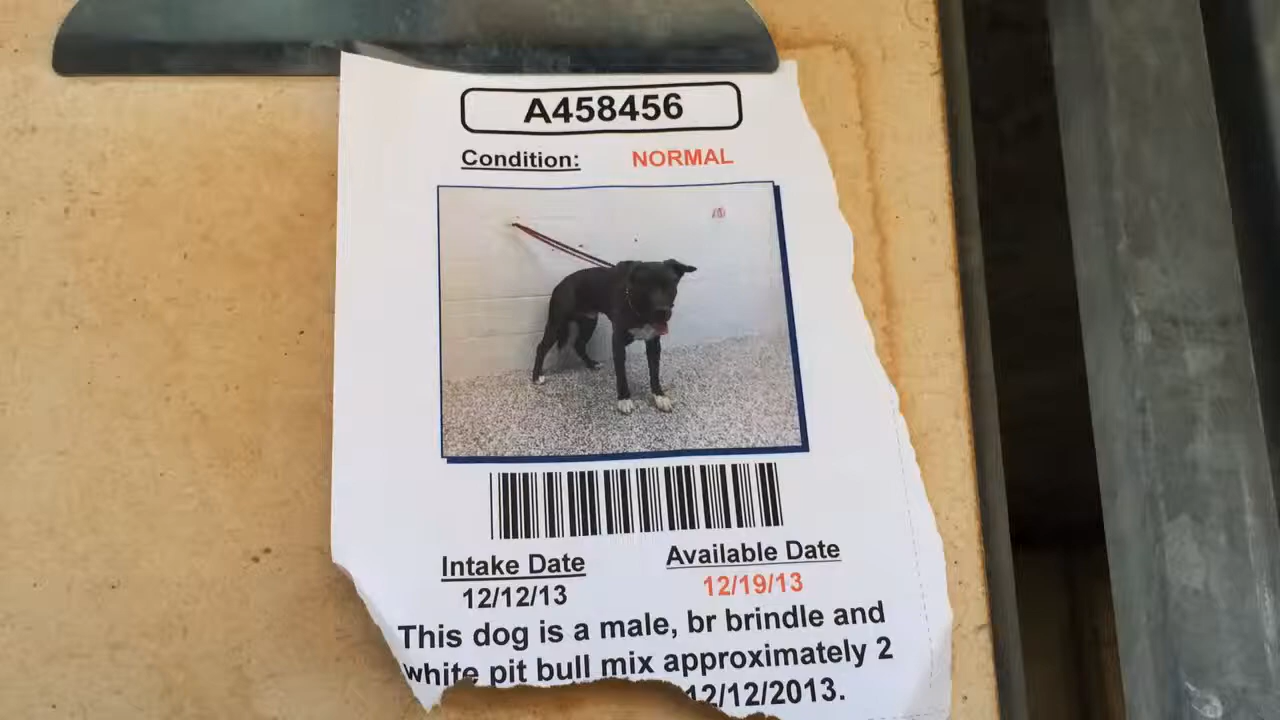 A458456
Condition: NORMAL
Intake Date Available Date
12/12/13 12/19/13
This dog is a male, br brindle and
white pit bull mix approximately 2
12/12/2013.